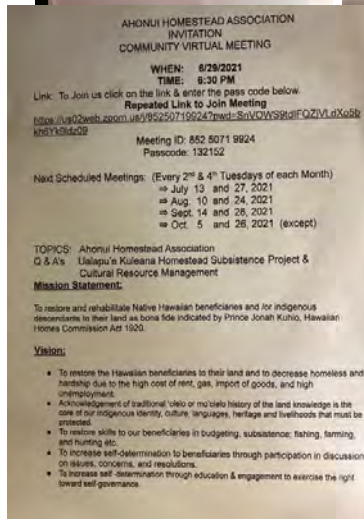 AHONUI HOMESTEAD ASSOCIATION
INVITATION
COMMUNITY VIRTUAL MEETING
WHEN: 6/29/2021
TIME: 6:30 PM
Link: To Join us click on the link & enter the pass code below.
Repeated Link to Join Meeting
Meeting ID: 852 5071 9924
Passcode: 132152
Next Scheduled Meetings: (Every 2nd & 4th Tuesdays of each Month)
⇒ July 13 and 27, 2021
⇒ Aug. 10 and 24, 2021
⇒ Sept. 14 and 28, 2021
⇒ Oct. 5 and 26, 2021 (except)
TOPICS: Ahonui Homestead Association
Q & A's Ualapu'e Kuleana Homestead Subsistence Project &
Cultural Resource Management
Mission Statement:
To restore and rehabilitate Native Hawaiian beneficiaries and /or indigenous
descendants to their land as bona fide indicated by Prince Jonah Kuhio, Hawaiian
Homes Commission Act 1920.
Vision:
• To restore the Hawaiian beneficiaries to their land and to decrease homeless and
hardship due to the high cost of rent, gas, import of goods, and high
unemployment.
• Acknowledgement of traditional 'olelo or mo'olelo history of the land knowledge is the
core of our indigenous identity, culture, languages, heritage and livelihoods that must be
protected.
• To restore skills to our beneficiaries in budgeting, subsistence; fishing, farming,
and hunting etc.
• To increase self-determination to beneficiaries through participation in discussion
on issues, concerns, and resolutions.
• To increase self-determination through education & engagement to exercise the right
toward self-governance.